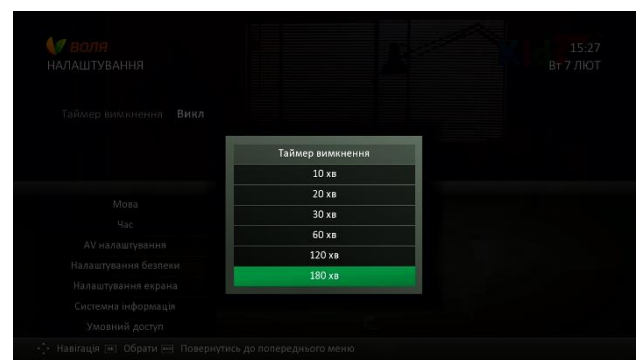 воля
15:27
НАЛАШТУВАННЯ
Вт 7 ЛЮТ
Таймер вимкнення Викл
Таймер вимкнення
10 хв
20 хв
30 хв
60 хв
120 хв
180 хв
Мова
Час
AV налаштування
Налаштування безпеки
Налаштування екрана
Системна інформація
Умовний доступ
Навігація OK Обрати Повернутись до попереднього меню